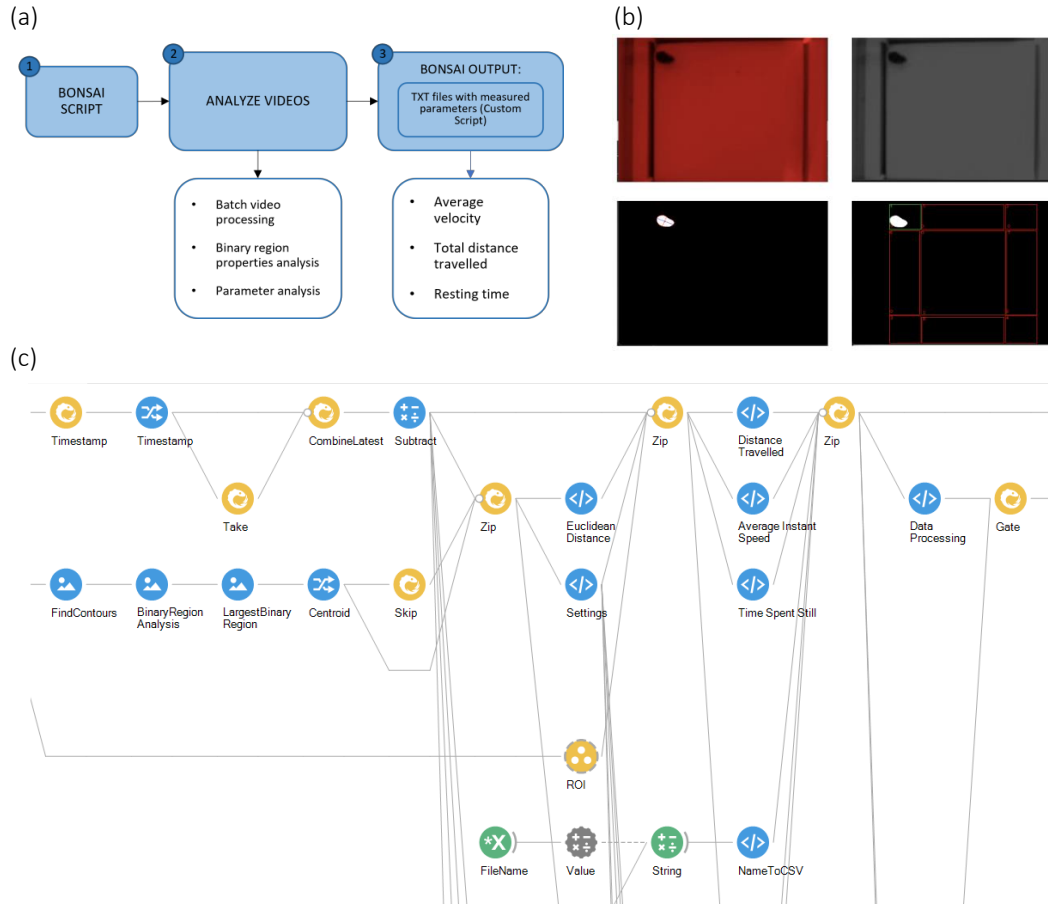 (a)
1
BONSAI
SCRIPT
2
ANALYZE VIDEOS
3
BONSAI OUTPUT:
TXT files with measured
parameters (Custom
Script)
• Batch video
processing
• Binary region
properties analysis
• Parameter analysis
• Average
velocity
• Total distance
travelled
• Resting time
(b)
(c)
Timestamp
Timestamp
CombineLatest
Subtract
Zip
Distance
Travelled
Zip
Take
Zip
Euclidean
Distance
Average Instant
Speed
Data
Processing
Gate
FindContours
BinaryRegion
Analysis
LargestBinary
Region
Centroid
Skip
Settings
Time Spent Still
ROI
*X
FileName
Value
String
NameToCSV